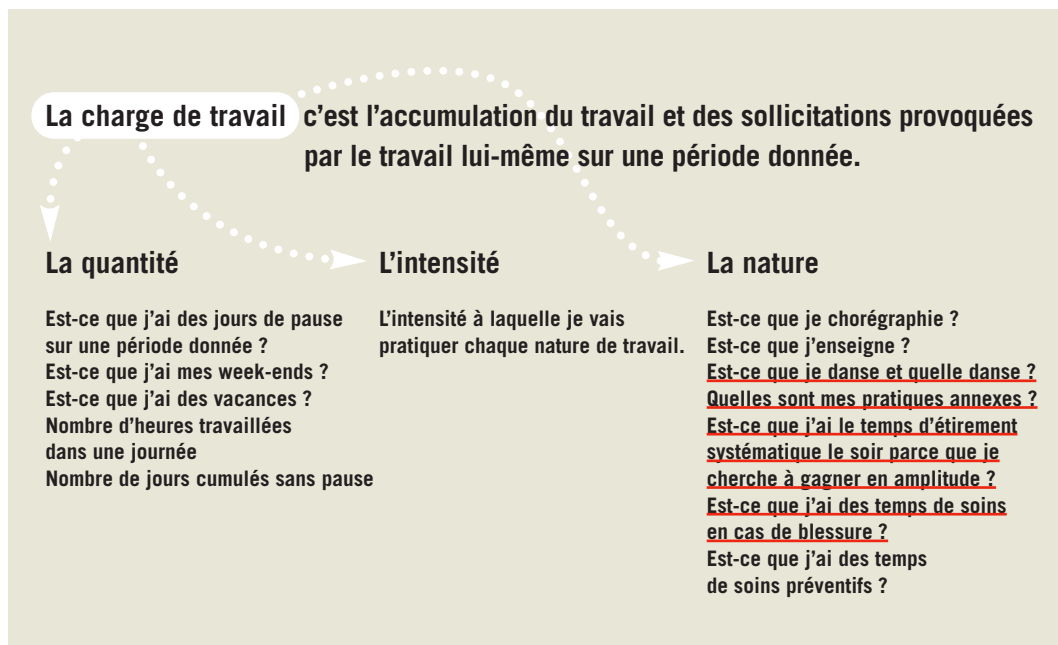 La charge de travail c’est l’accumulation du travail et des sollicitations provoquées
par le travail lui-même sur une période donnée.
La quantité
Est-ce que j’ai des jours de pause
sur une période donnée ?
Est-ce que j’ai mes week-ends ?
Est-ce que j’ai des vacances ?
Nombre d’heures travaillées
dans une journée
Nombre de jours cumulés sans pause
L’intensité
L’intensité à laquelle je vais
pratiquer chaque nature de travail.
La nature
Est-ce que je chorégraphie ?
Est-ce que j’enseigne ?
Est-ce que je danse et quelle danse ?
Quelles sont mes pratiques annexes ?
Est-ce que j’ai le temps d’étirement
systématique le soir parce que je
cherche à gagner en amplitude ?
Est-ce que j’ai des temps de soins
en cas de blessure ?
Est-ce que j’ai des temps
de soins préventifs ?